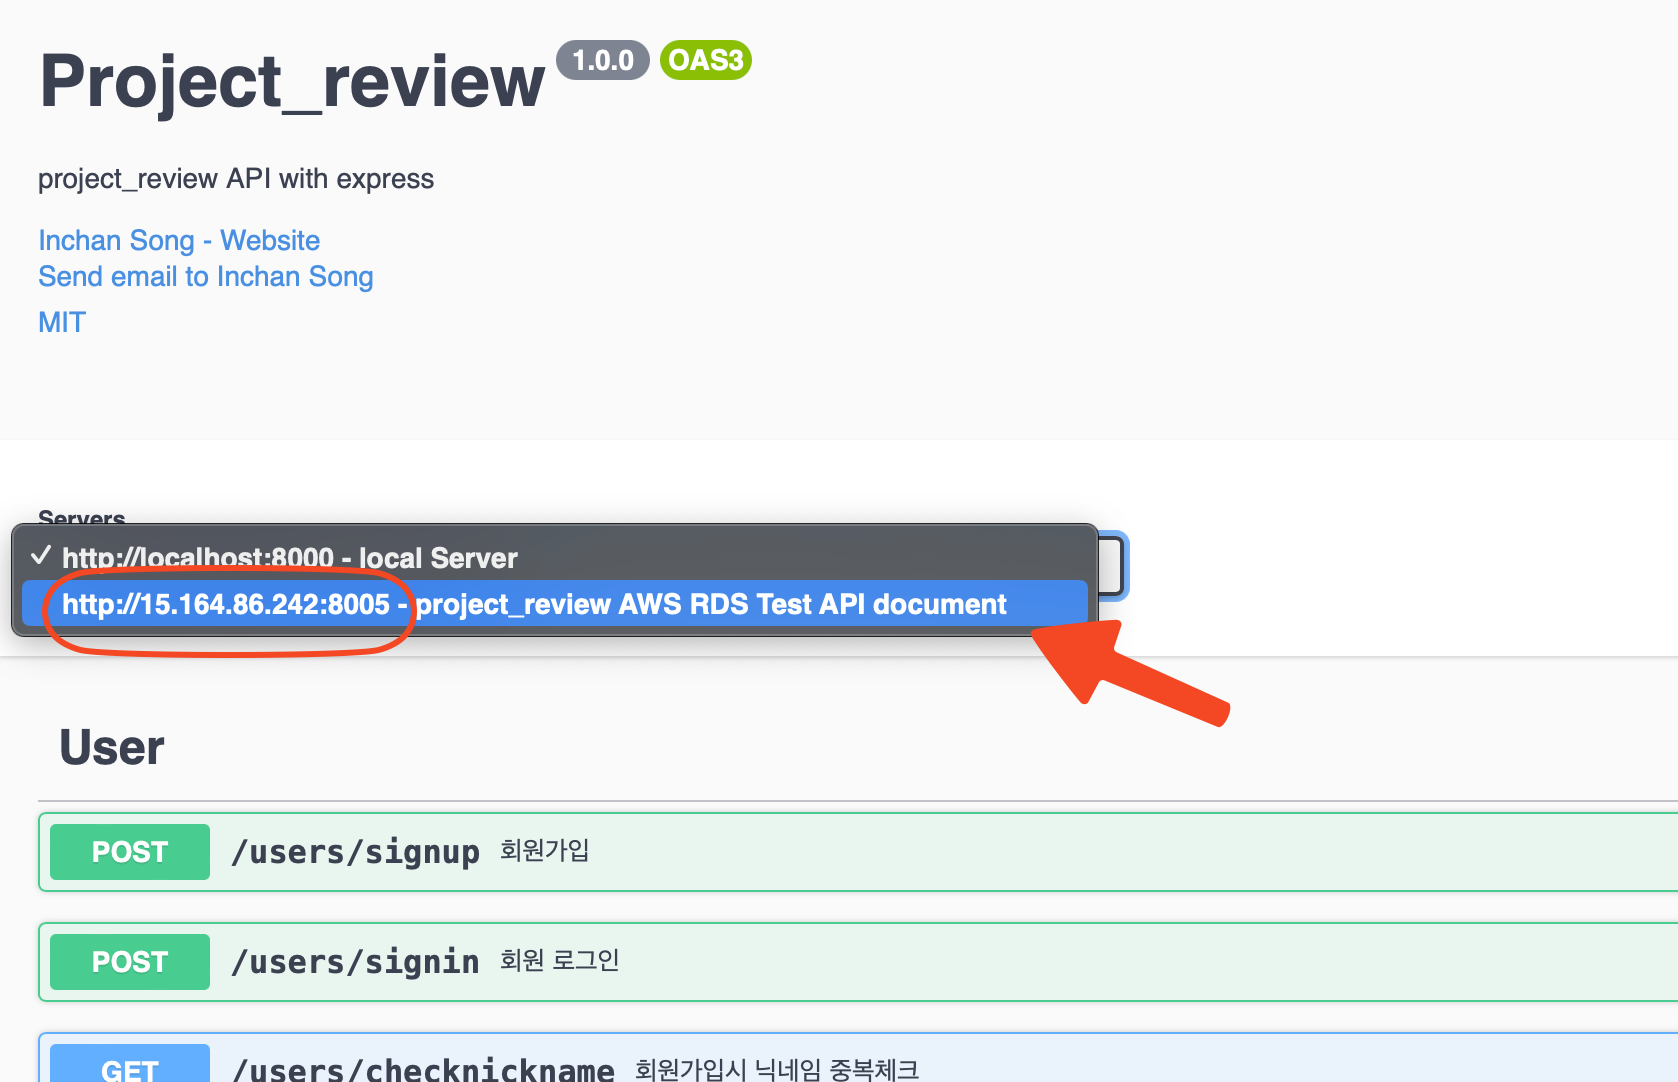 Project_review 1.0.0 OAS3
project_review API with express
Inchan Song - Website
Send email to Inchan Song
MIT
Servers
✓ http://localhost:8000 - local Server
http://15.164.86.242:8005 - project_review AWS RDS Test API document
User
POST /users/signup 회원가입
POST /users/signin 회원 로그인
GET /users/checknickname 회원가입시 닉네임 중복체크